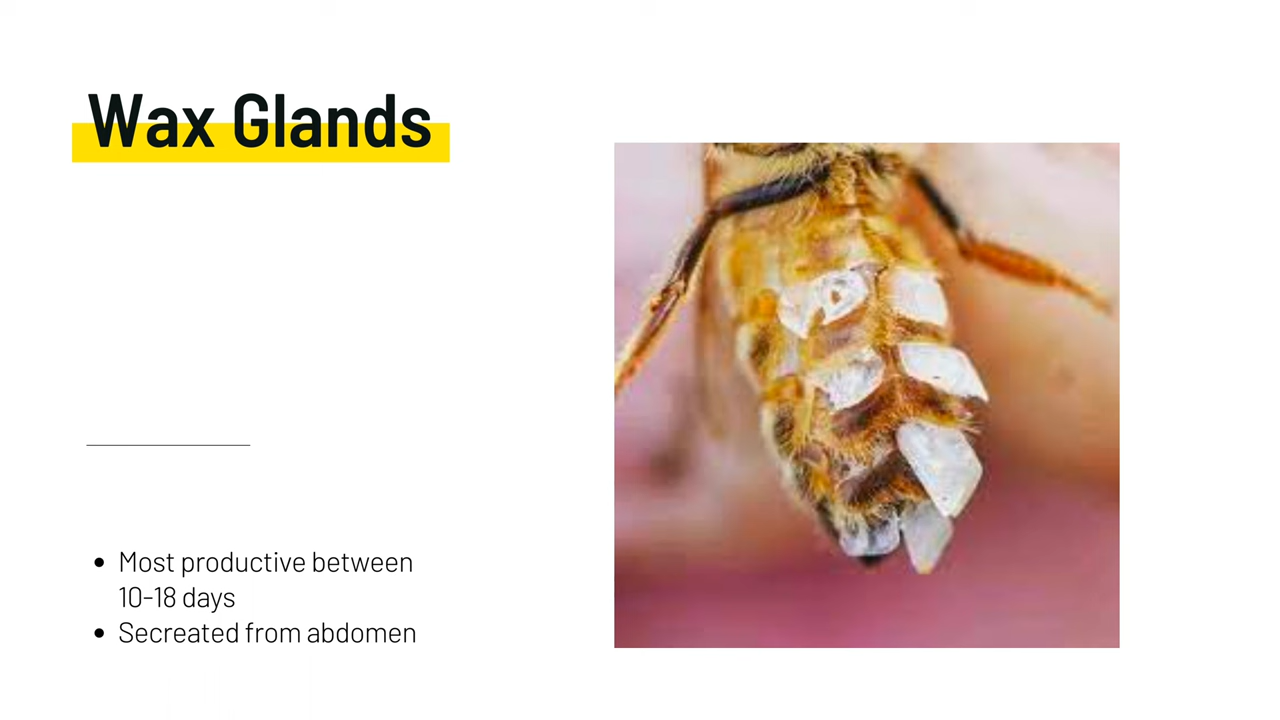 Wax Glands
• Most productive between
10-18 days
• Secreated from abdomen